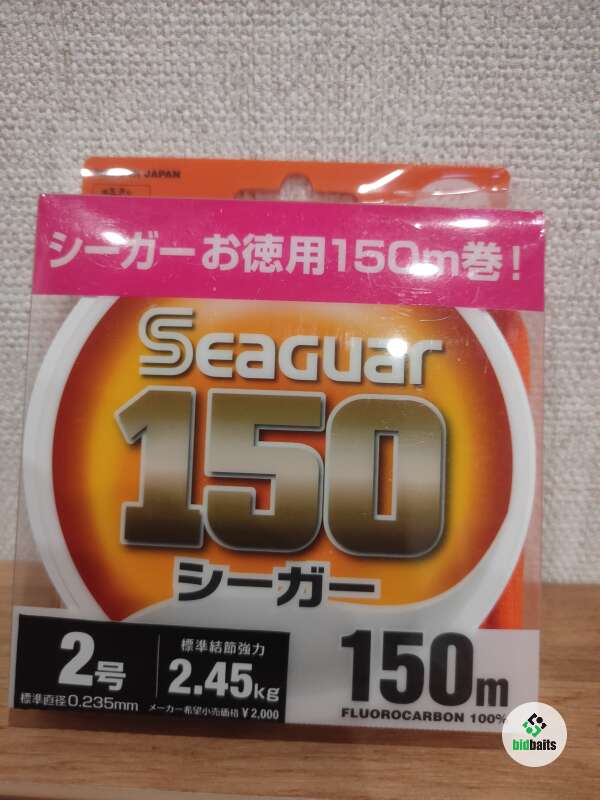 JAPAN
シーガーお徳用150m巻!
Seaguar
150
シーガー
2号
標準直径0.235mm
標準結節強力
2.45kg
メーカー希望小売価格 ¥2,000
150m
FLUOROCARBON 100%
bidbaits